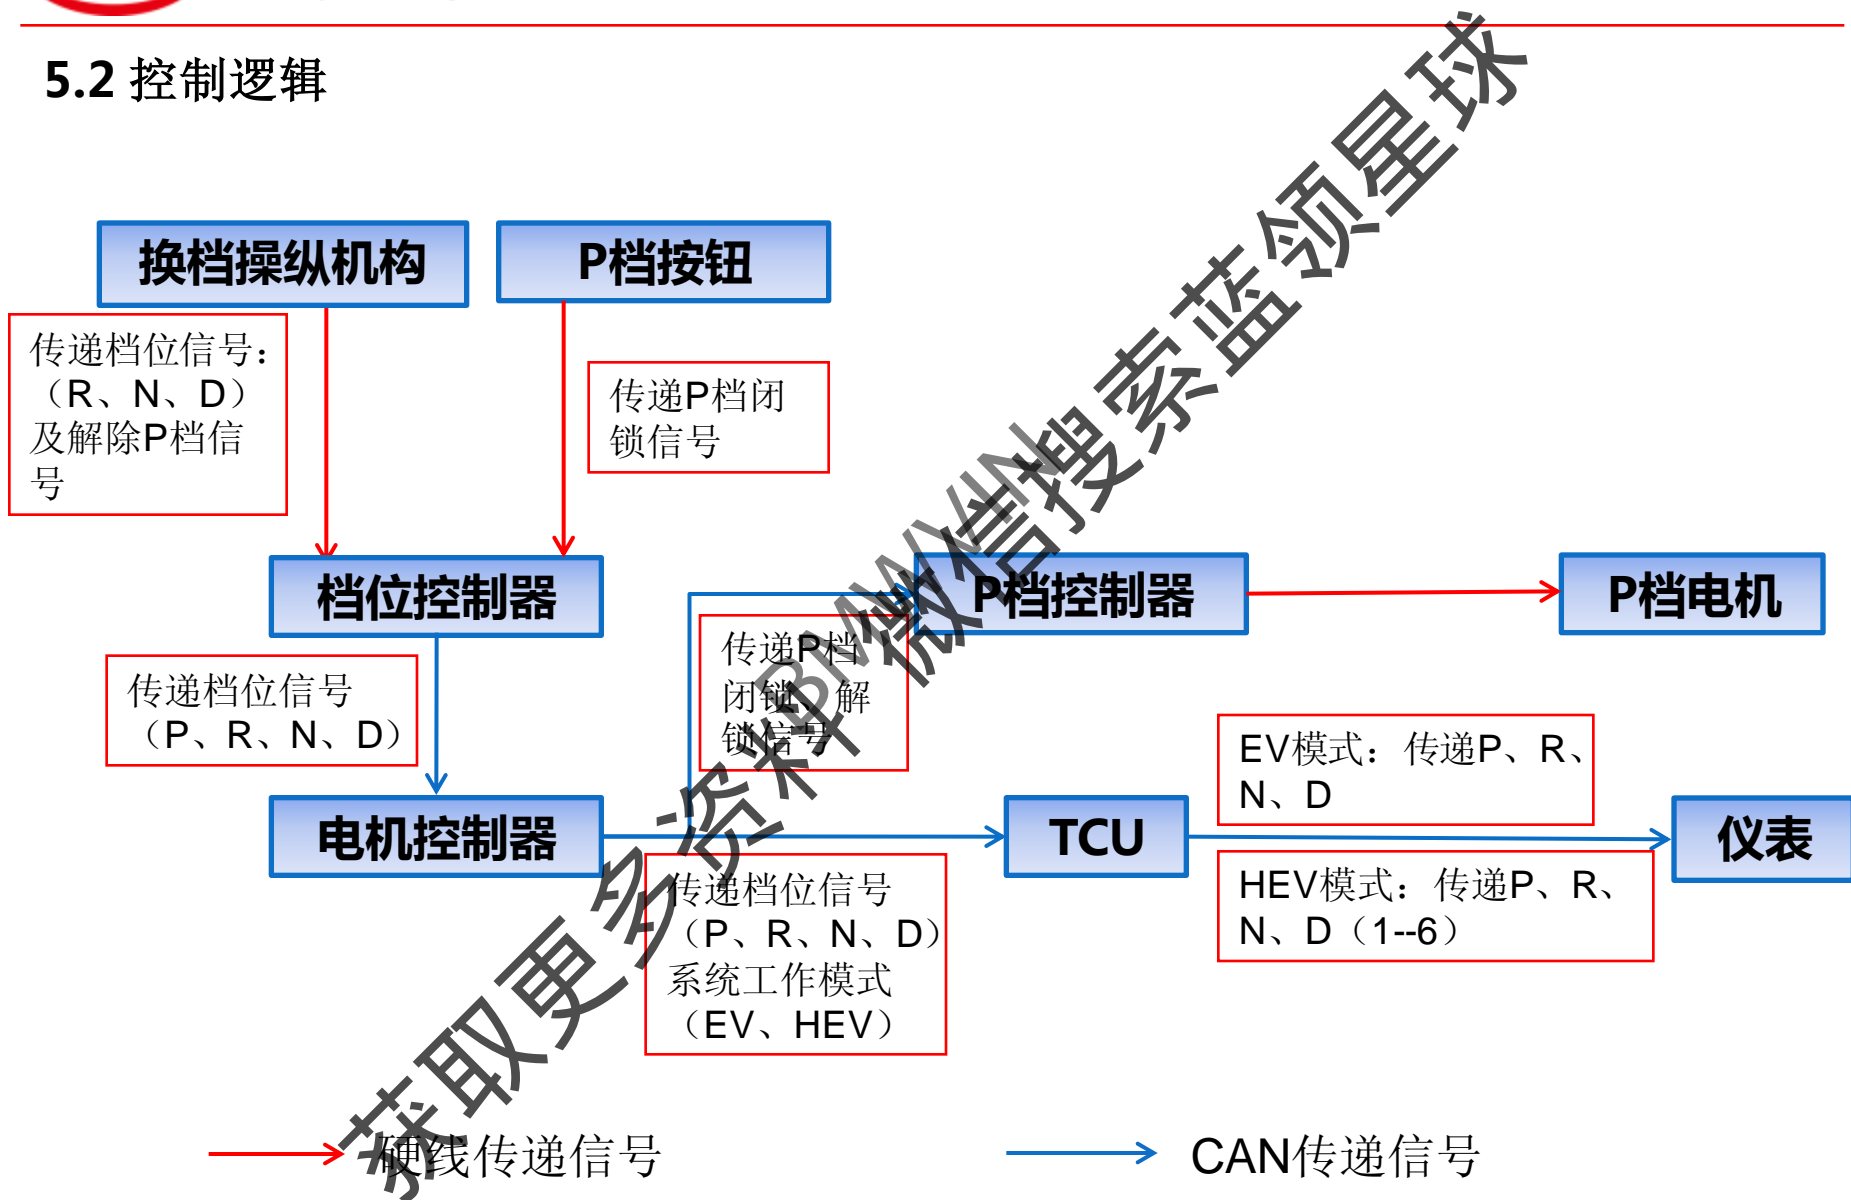 5.2 控制逻辑
换档操纵机构
P档按钮
传递档位信号：
（R、N、D）
及解除P档信
号
传递P档闭
锁信号
档位控制器
P档控制器
P档电机
传递档位信号
（P、R、N、D）
传递P档
闭锁、解
锁信号
EV模式：传递P、R、
N、D
电机控制器
TCU
仪表
传递档位信号
（P、R、N、D）
系统工作模式
（EV、HEV）
HEV模式：传递P、R、
N、D（1--6）
硬线传递信号
CAN传递信号
获取更多资料 微信搜索蓝领星球